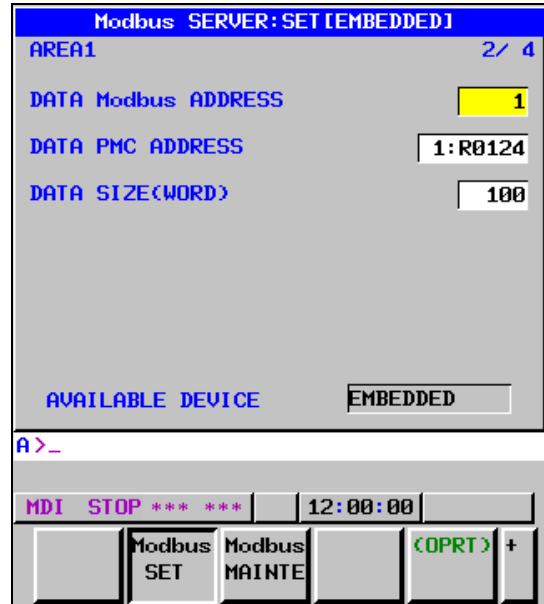 Modbus SERVER:SET[EMBEDDED]
AREA1 2/ 4
DATA Modbus ADDRESS 1
DATA PMC ADDRESS 1:R0124
DATA SIZE(WORD) 100
AVAILABLE DEVICE EMBEDDED
A>_
MDI STOP *** *** 12:00:00
Modbus Modbus (OPRT) +
SET MAINTE